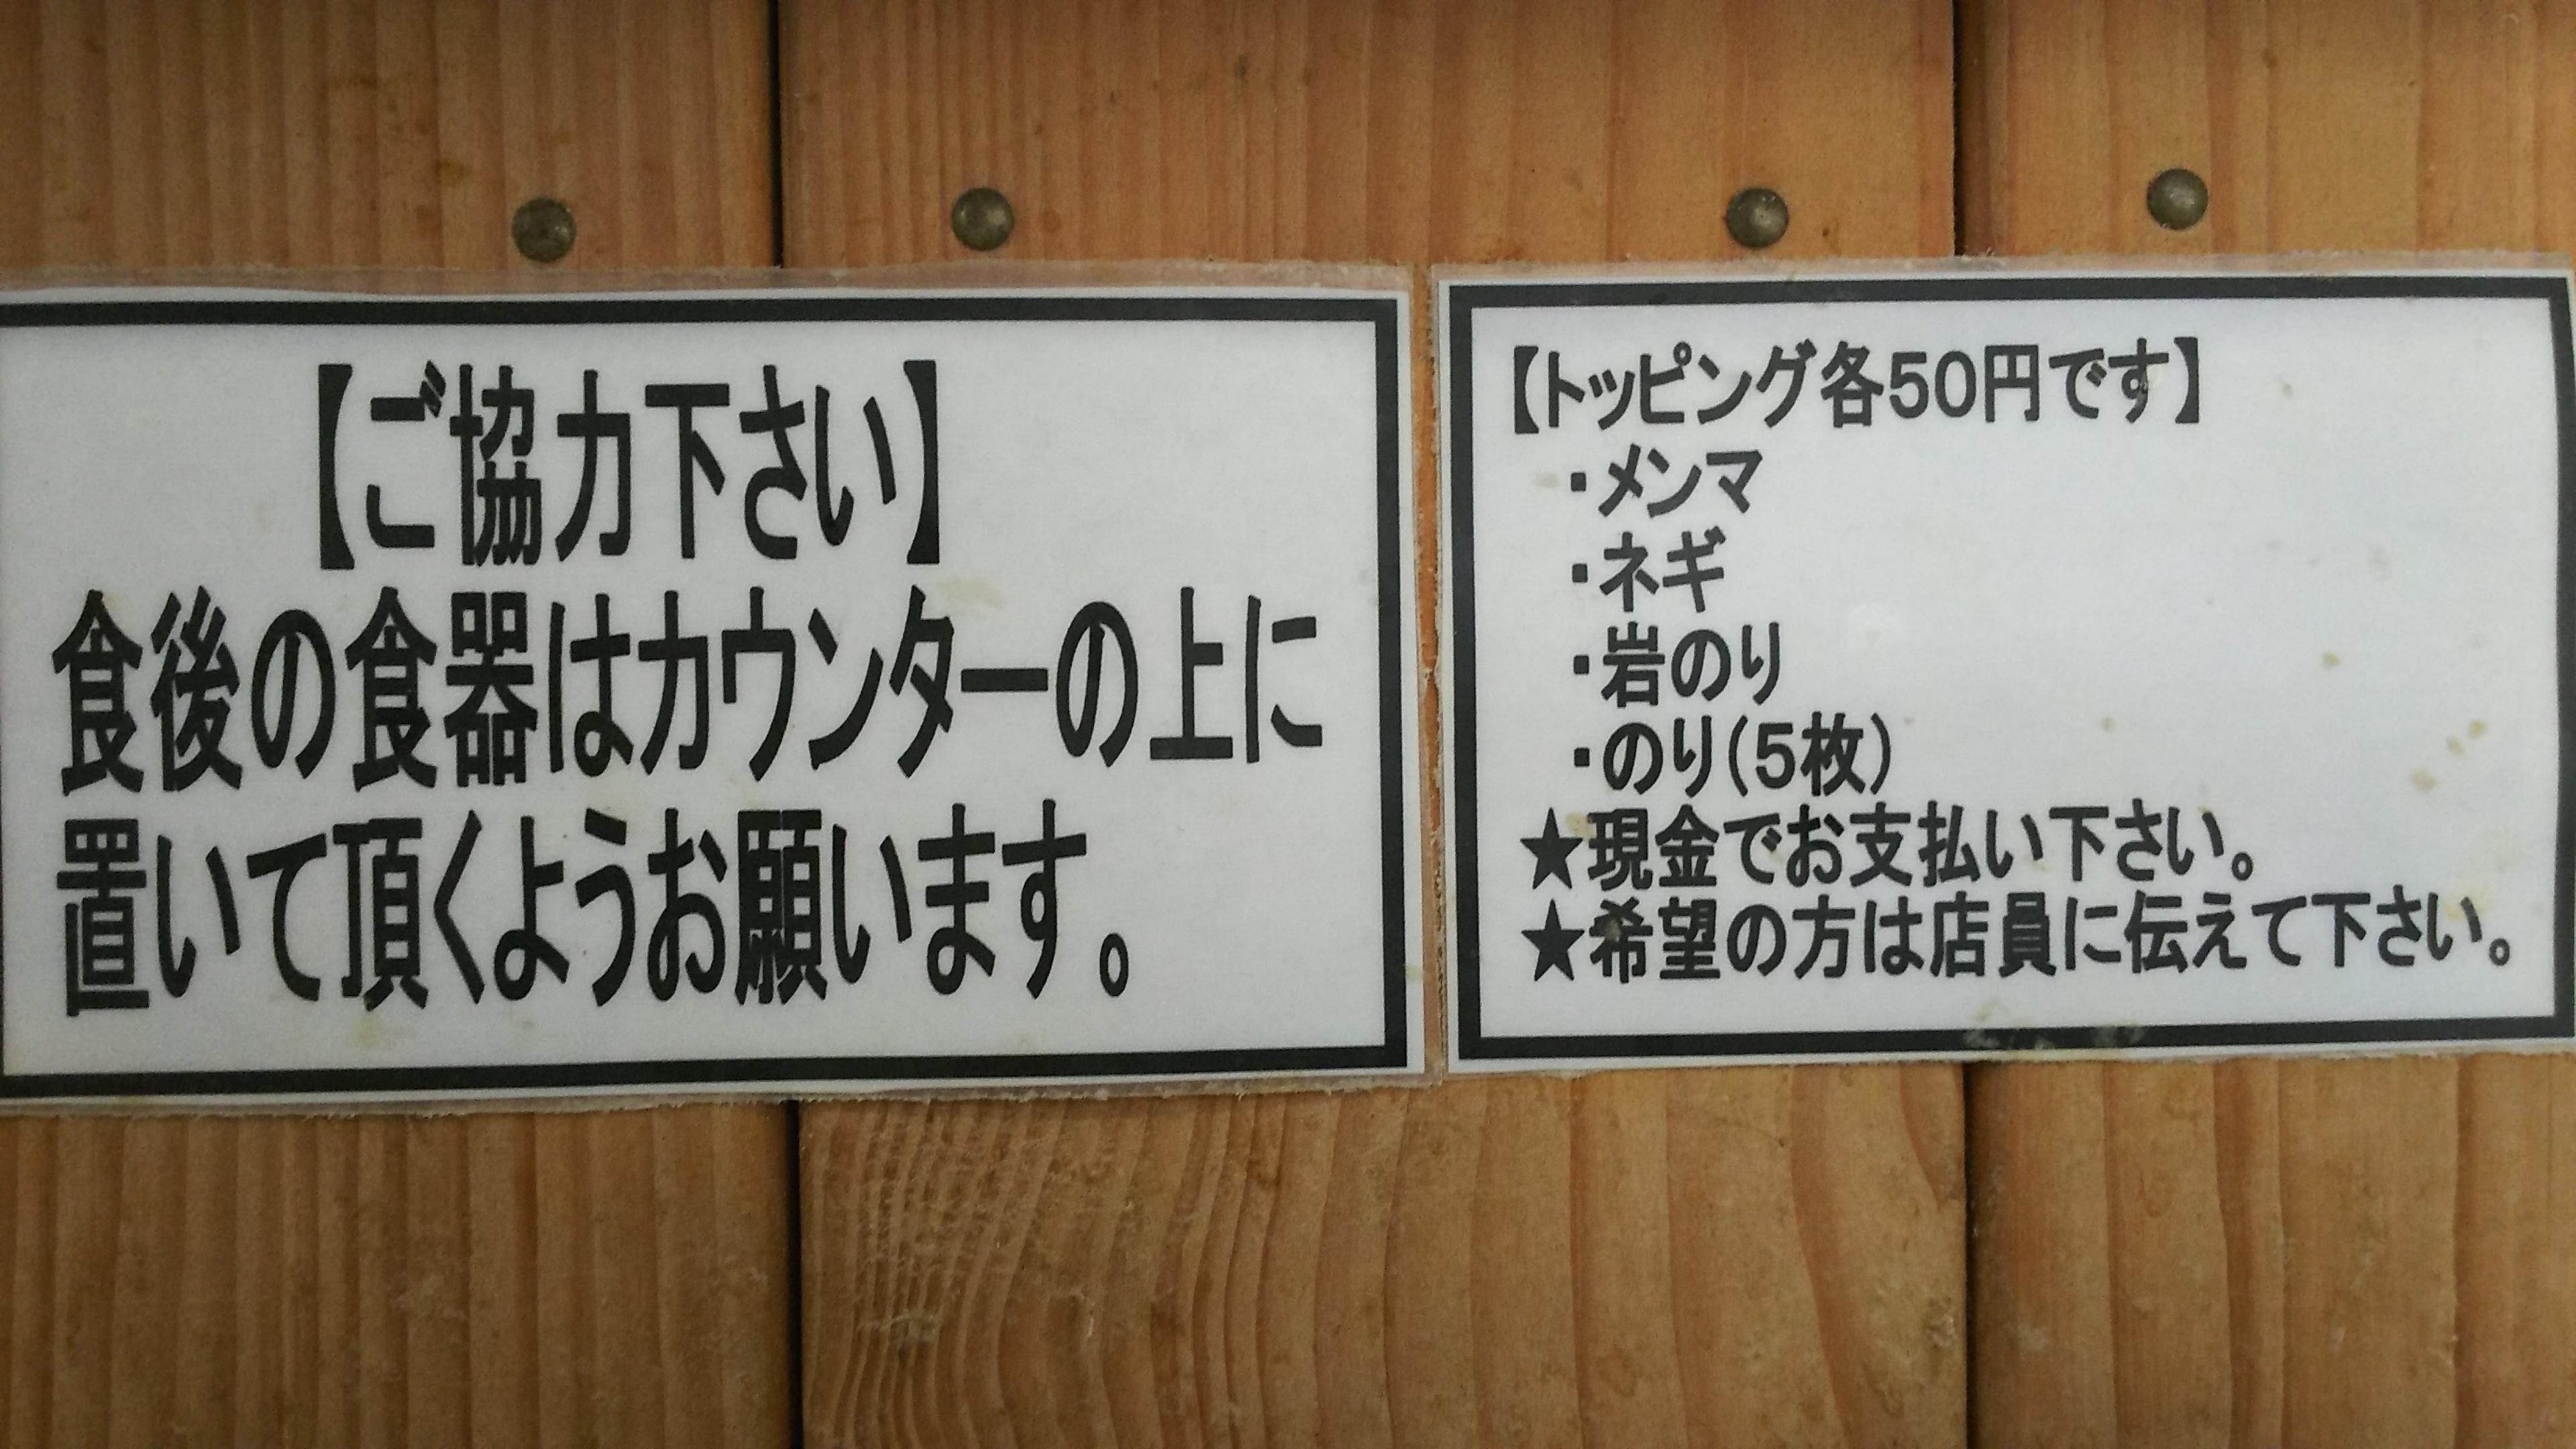 【ご協力下さい】
食後の食器はカウンターの上に
置いて頂くようお願います。
【トッピング各50円です】
・メンマ
・ネギ
・岩のり
・のり(5枚)
★現金でお支払い下さい。
★希望の方は店員に伝えて下さい。